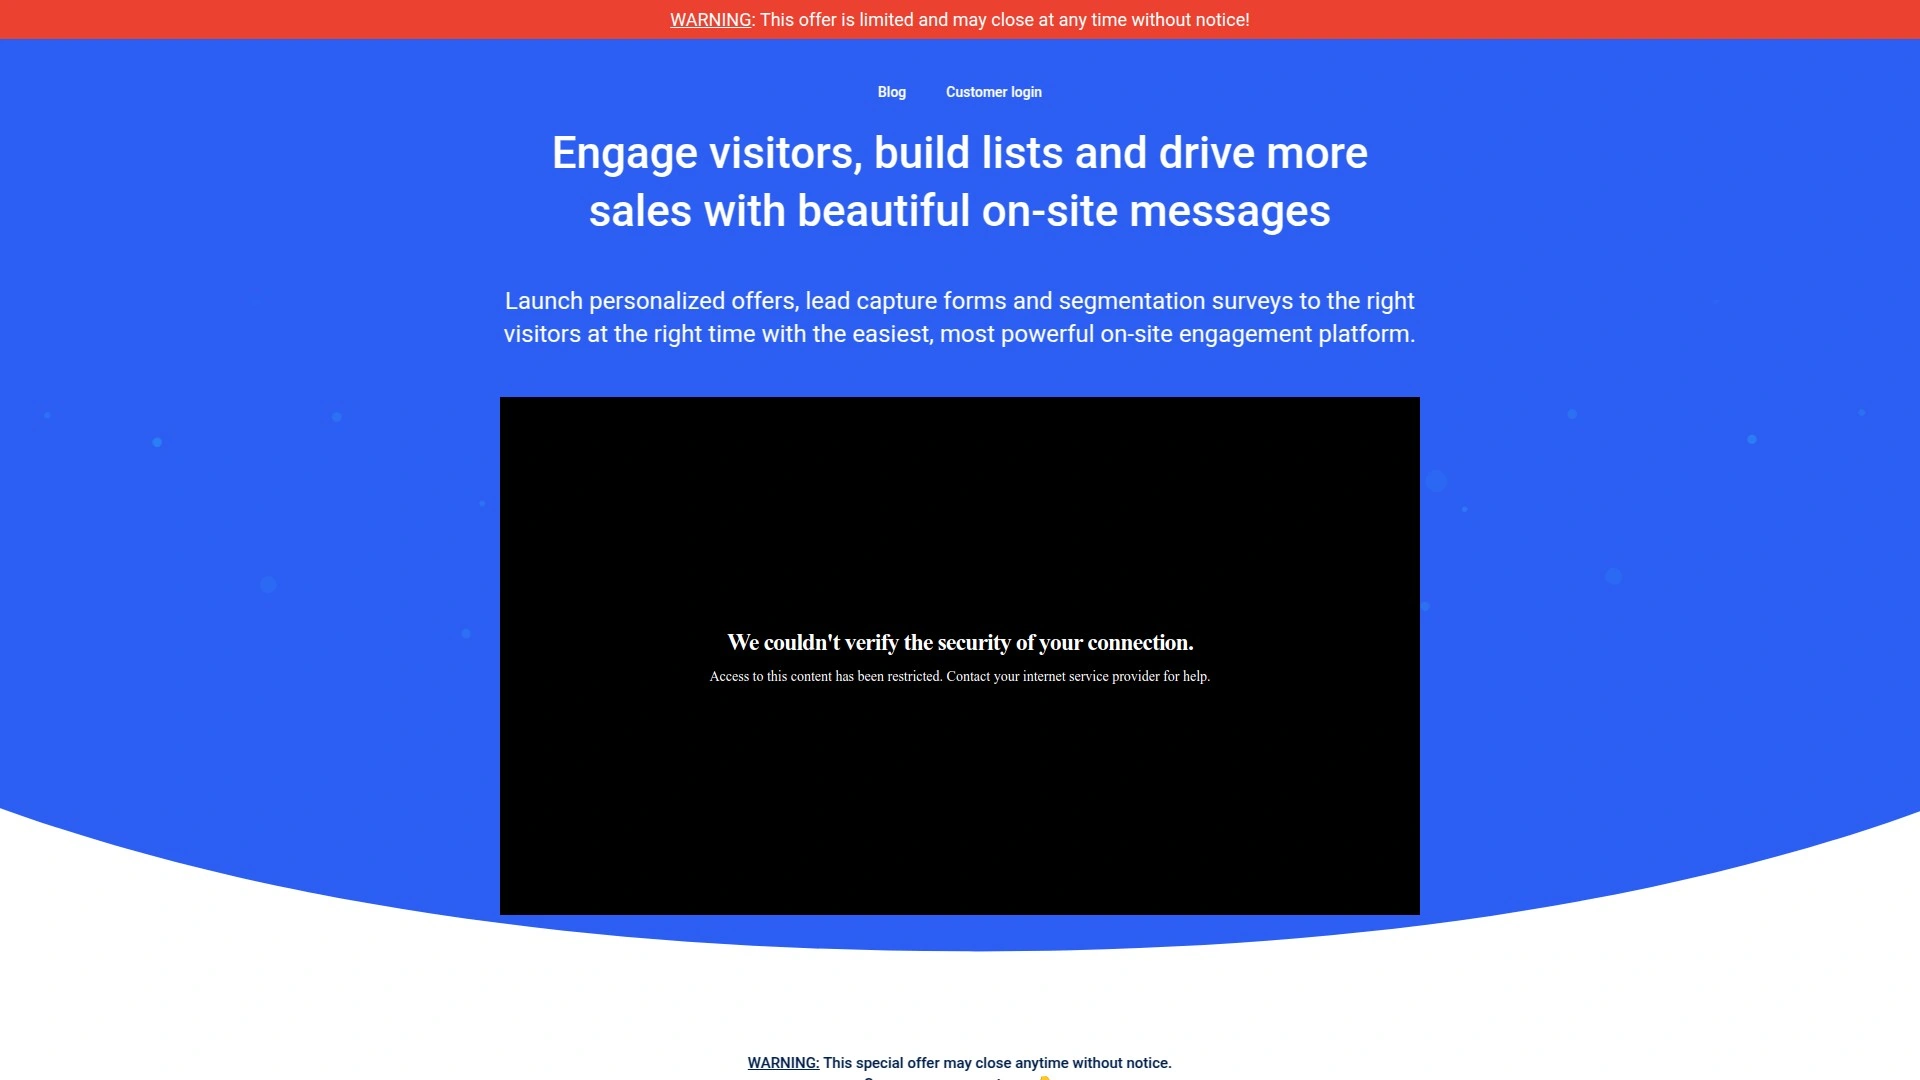 WARNING: This offer is limited and may close at any time without notice!
Blog Customer login
Engage visitors, build lists and drive more
sales with beautiful on-site messages
Launch personalized offers, lead capture forms and segmentation surveys to the right
visitors at the right time with the easiest, most powerful on-site engagement platform.
We couldn't verify the security of your connection.
Access to this content has been restricted. Contact your internet service provider for help.
WARNING: This special offer may close anytime without notice.